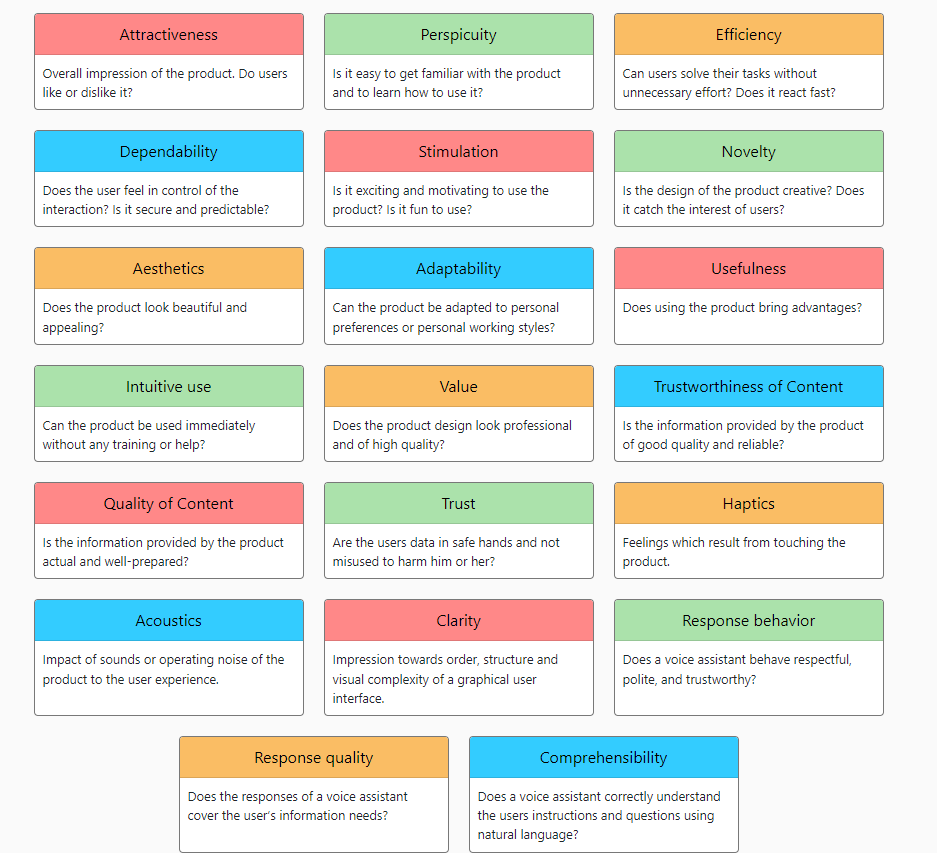 Attractiveness
Overall impression of the product. Do users
like or dislike it?
Perspicuity
Is it easy to get familiar with the product
and to learn how to use it?
Efficiency
Can users solve their tasks without
unnecessary effort? Does it react fast?
Dependability
Does the user feel in control of the
interaction? Is it secure and predictable?
Stimulation
Is it exciting and motivating to use the
product? Is it fun to use?
Novelty
Is the design of the product creative? Does
it catch the interest of users?
Aesthetics
Does the product look beautiful and
appealing?
Adaptability
Can the product be adapted to personal
preferences or personal working styles?
Usefulness
Does using the product bring advantages?
Intuitive use
Can the product be used immediately
without any training or help?
Value
Does the product design look professional
and of high quality?
Trustworthiness of Content
Is the information provided by the product
of good quality and reliable?
Quality of Content
Is the information provided by the product
actual and well-prepared?
Trust
Are the users data in safe hands and not
misused to harm him or her?
Haptics
Feelings which result from touching the
product.
Acoustics
Impact of sounds or operating noise of the
product to the user experience.
Clarity
Impression towards order, structure and
visual complexity of a graphical user
interface.
Response behavior
Does a voice assistant behave respectful,
polite, and trustworthy?
Response quality
Does the responses of a voice assistant
cover the user's information needs?
Comprehensibility
Does a voice assistant correctly understand
the users instructions and questions using
natural language?